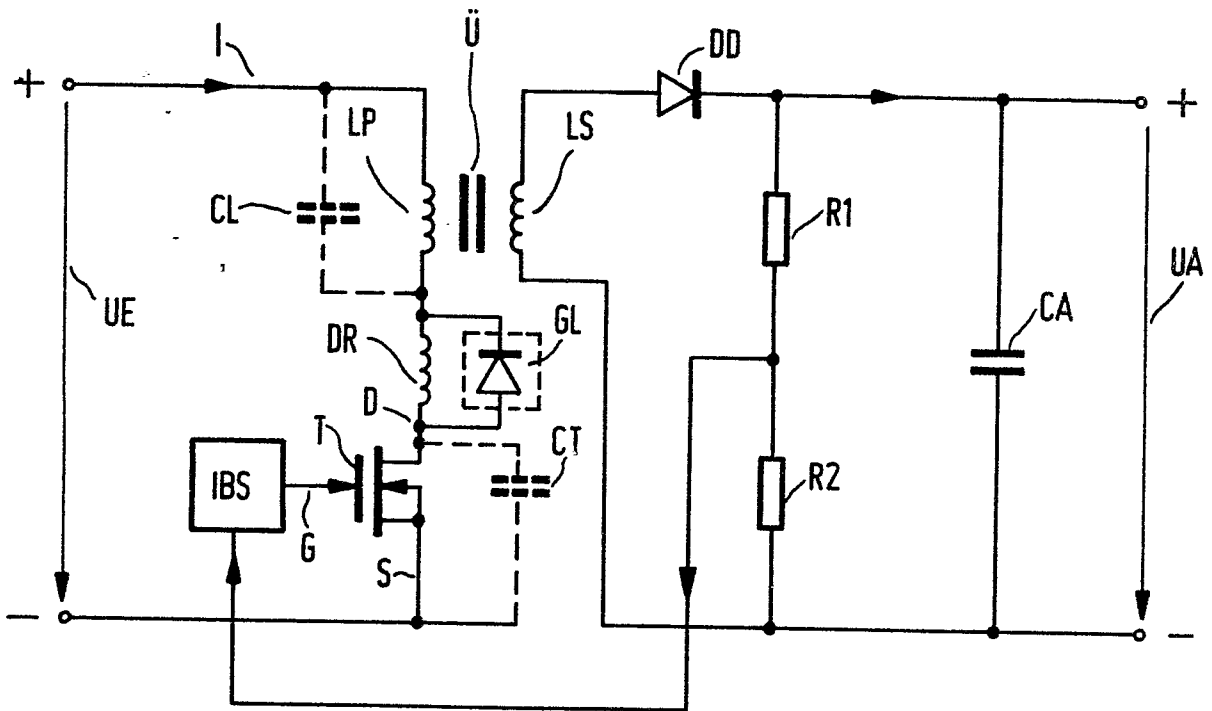 I
Ü
DD
+
+
LP
LS
CL
R1
UE
DR
GL
UA
CA
D
T
CT
IBS
R2
G
S
−
−